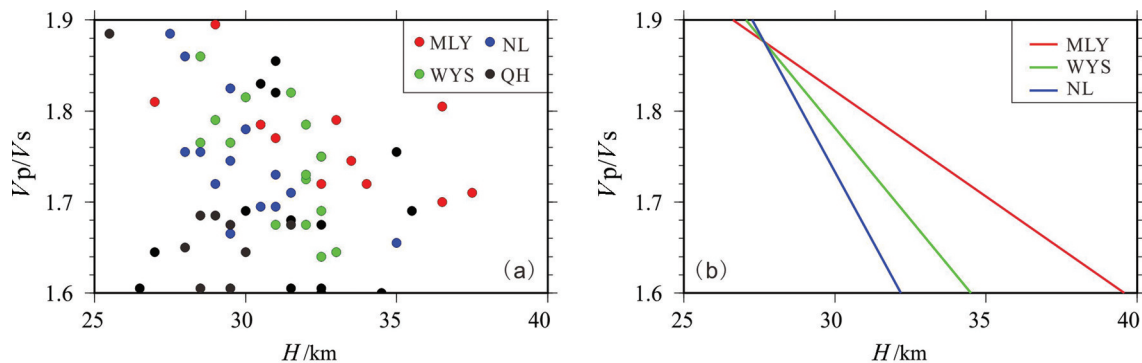 1.9
1.8
1.7
1.6
Vp/Vs
MLY NL
WYS QH
(a)
25 30 35 40
H/km
1.9
1.8
1.7
1.6
Vp/Vs
MLY
WYS
NL
(b)
25 30 35 40
H/km